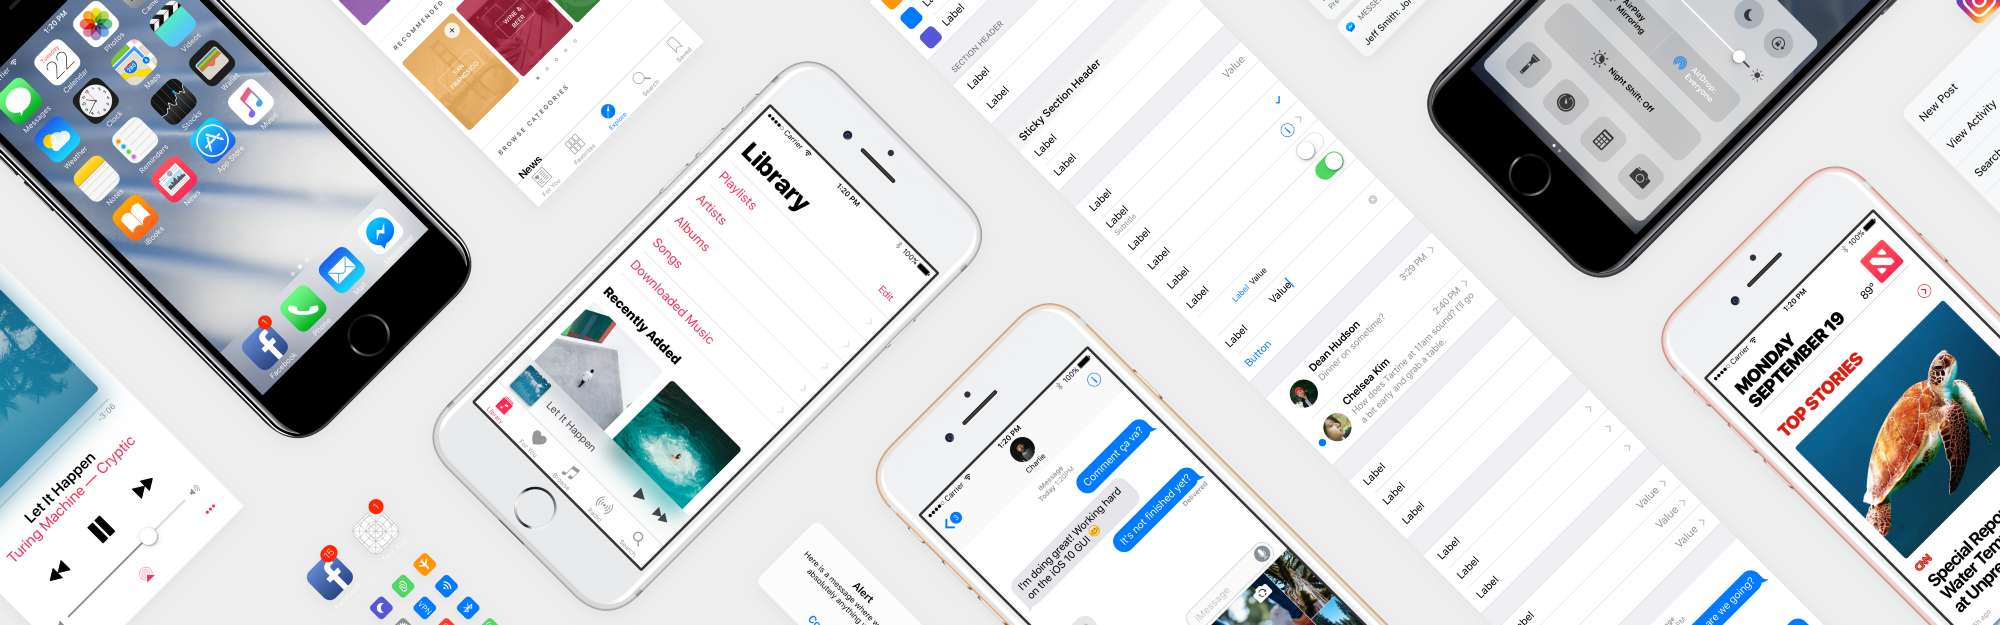 1:20 PM
Photos
Camera
Videos
Tuesday
22
Calendar
Maps
Wallet
Messages
Clock
Stocks
Music
Weather
Reminders
App Store
Notes
News
iBooks
Messenger
Mail
Phone
1
Facebook
-3:06
Let It Happen
Turing Machine — Cryptic
1
15
VPN
RECOMMENDED
WINE &
BEER
SAN
FRANCISCO
BROWSE CATEGORIES
News
For You
Favorites
Explore
Search
Saved
Carrier
1:20 PM
100%
Edit
Library
Playlists
Artists
Albums
Songs
Downloaded Music
Recently Added
Let It Happen
Library
For You
Browse
Radio
Search
Alert
Here is a message where w
absolutely anything
Carrier
1:20 PM
100%
3
Charlie
iMessage
Today 1:20PM
Comment ça va?
I'm doing great! Working hard
on the iOS 10 GUI 😊
It's not finished yet?
Delivered
iMessage
Label
Label
SECTION HEADER
Label
Label
Value
Sticky Section Header
Label
Label
Label
Label
Subtitle
Label
Label
Label
Label
Label
Value
Label
Value
Button
Dean Hudson
3:29 PM
Dinner on sometime?
Chelsea Kim
2:40 PM
How does Tartine at 11am sound? I'll go
a bit early and grab a table.
Label
Label
Label
Label
Value
Label
Value
Label
Value
Label
are we going?
Jeff Smith: Jo
AirPlay
Mirroring
AirDrop:
Everyone
Night Shift: Off
New Post
View Activity
Search
Carrier
1:20 PM
100%
89°
MONDAY
SEPTEMBER 19
TOP STORIES
CNN
Special Repo
Water Tem
at Unpre